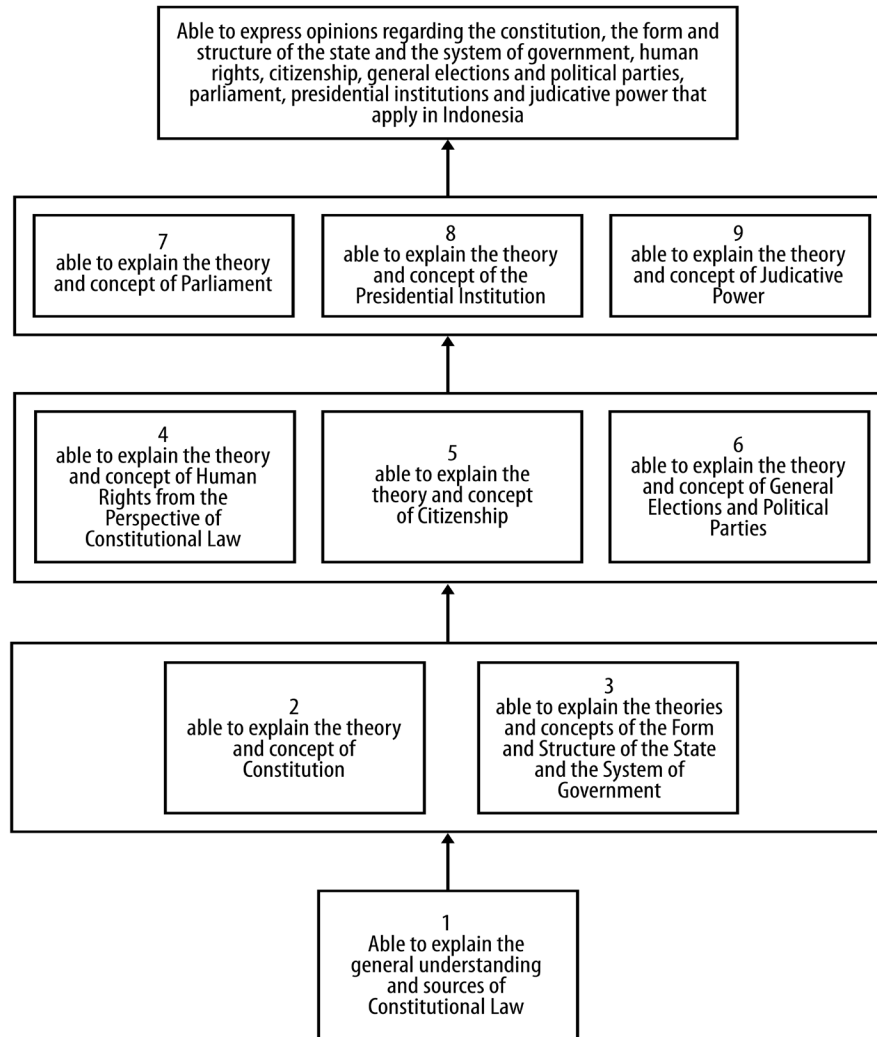 Able to express opinions regarding the constitution, the form and
structure of the state and the system of government, human
rights, citizenship, general elections and political parties,
parliament, presidential institutions and judicative power that
apply in Indonesia
7
able to explain the theory
and concept of Parliament
8
able to explain the theory
and concept of the
Presidential Institution
9
able to explain the theory
and concept of Judicative
Power
4
able to explain the theory
and concept of Human
Rights from the
Perspective of
Constitutional Law
5
able to explain the
theory and concept
of Citizenship
6
able to explain the theory
and concept of General
Elections and Political
Parties
2
able to explain the theory
and concept of
Constitution
3
able to explain the theories
and concepts of the Form
and Structure of the State
and the System of
Government
1
Able to explain the
general understanding
and sources of
Constitutional Law